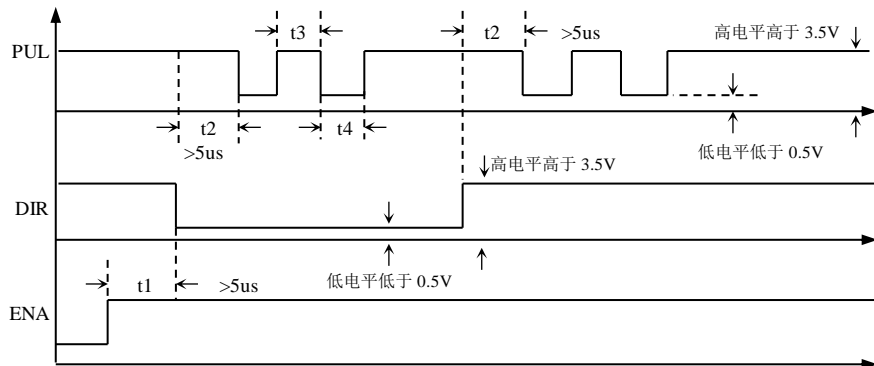 t3
t2
>5us
高电平高于 3.5V
PUL
t2
t4
>5us
低电平低于 0.5V
高电平高于 3.5V
DIR
低电平低于 0.5V
t1
>5us
ENA